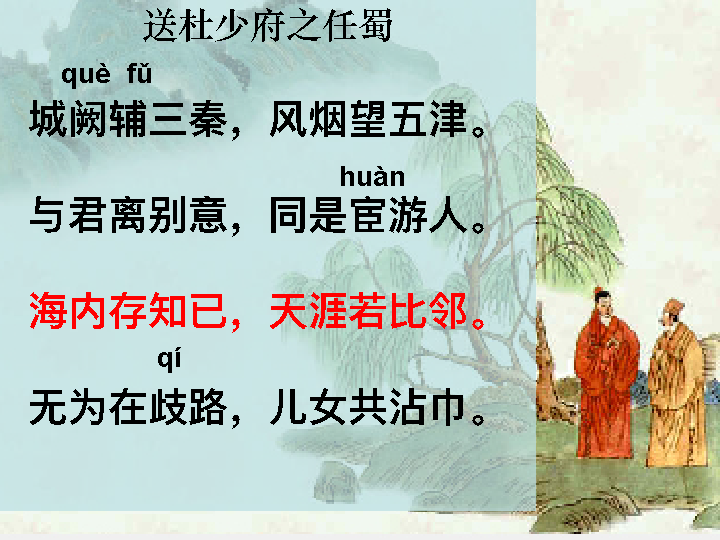 送杜少府之任蜀
què fǔ
城阙辅三秦，风烟望五津。
huàn
与君离别意，同是宦游人。
海内存知已，天涯若比邻。
qí
无为在歧路，儿女共沾巾。